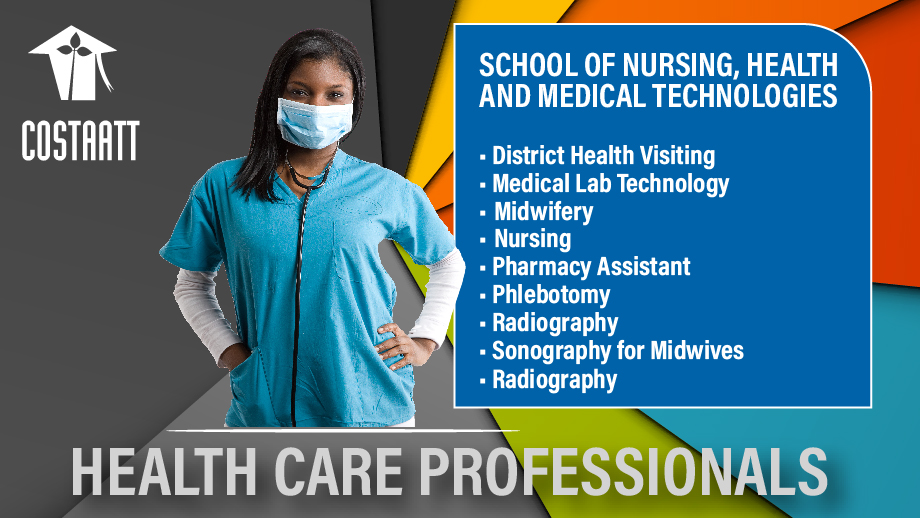 COSTAATT
SCHOOL OF NURSING, HEALTH
AND MEDICAL TECHNOLOGIES
▪ District Health Visiting
▪ Medical Lab Technology
▪ Midwifery
▪ Nursing
▪ Pharmacy Assistant
▪ Phlebotomy
▪ Radiography
▪ Sonography for Midwives
▪ Radiography
HEALTH CARE PROFESSIONALS